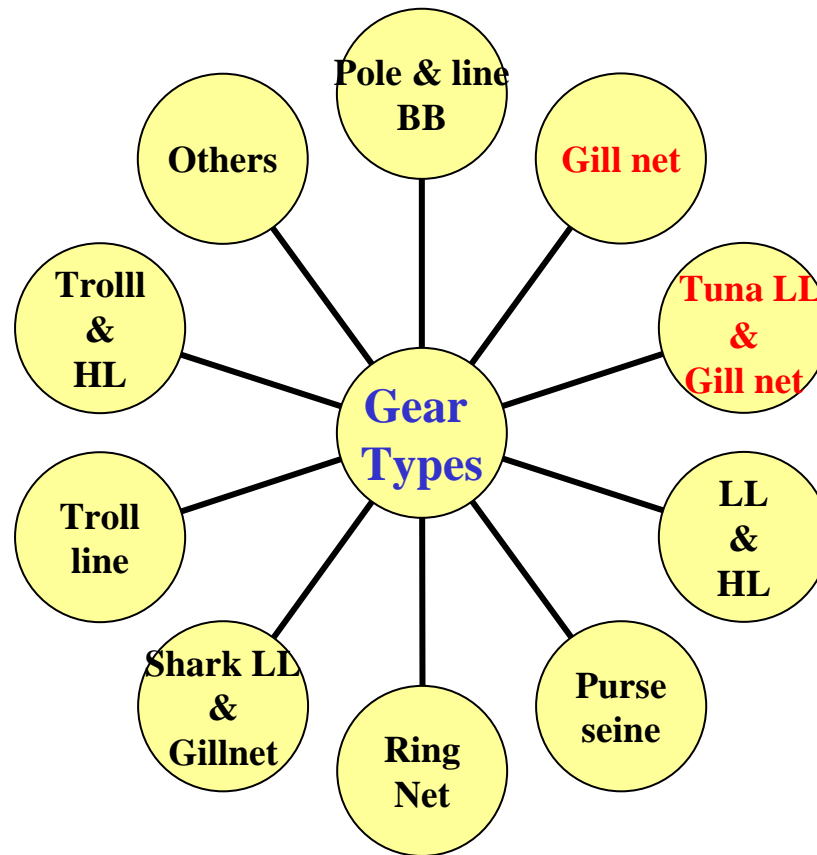 Pole & line
BB
Gill net
Tuna LL
&
Gill net
LL
&
HL
Purse
seine
Ring
Net
Shark LL
&
Gillnet
Troll
line
Trolll
&
HL
Others
Gear
Types